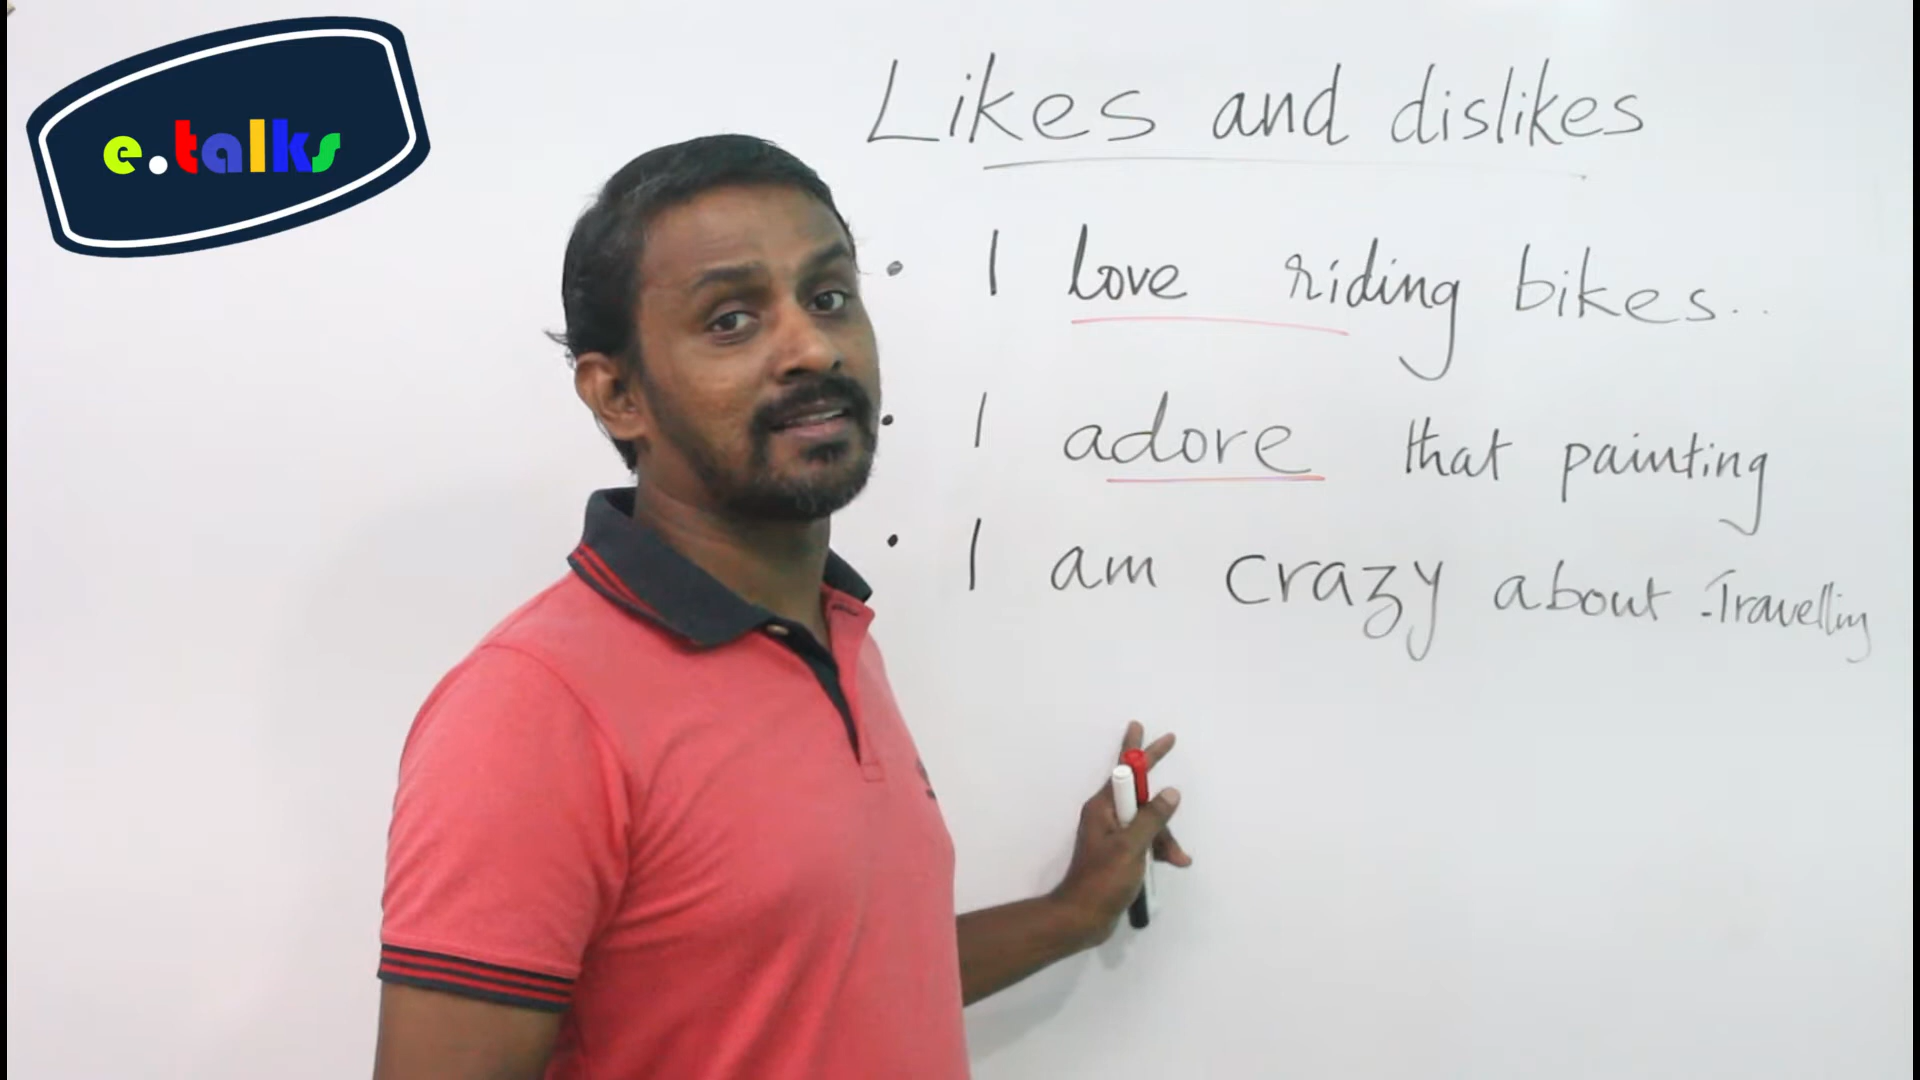 e.talks
Likes and dislikes
• I love riding bikes...
• I adore that painting
• I am crazy about Travelling